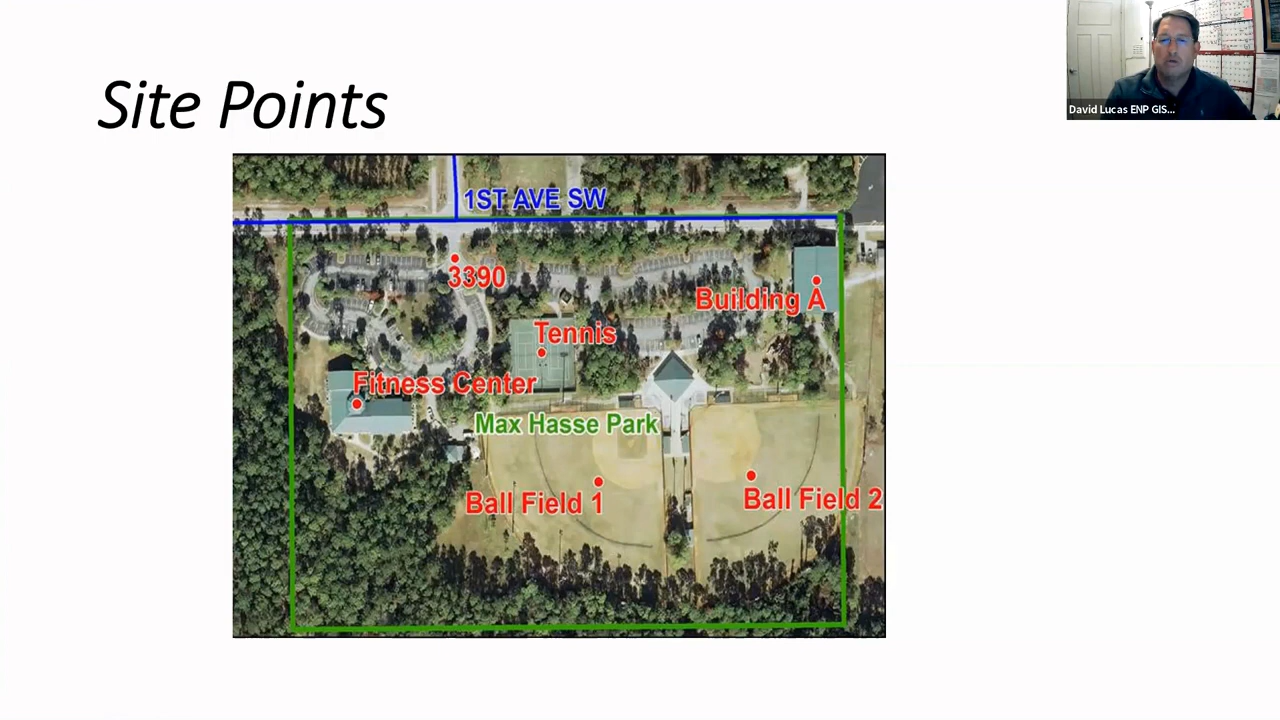 Site Points
David Lucas ENP GIS...
1ST AVE SW
3390
Building A
Tennis
Fitness Center
Max Hasse Park
Ball Field 1
Ball Field 2